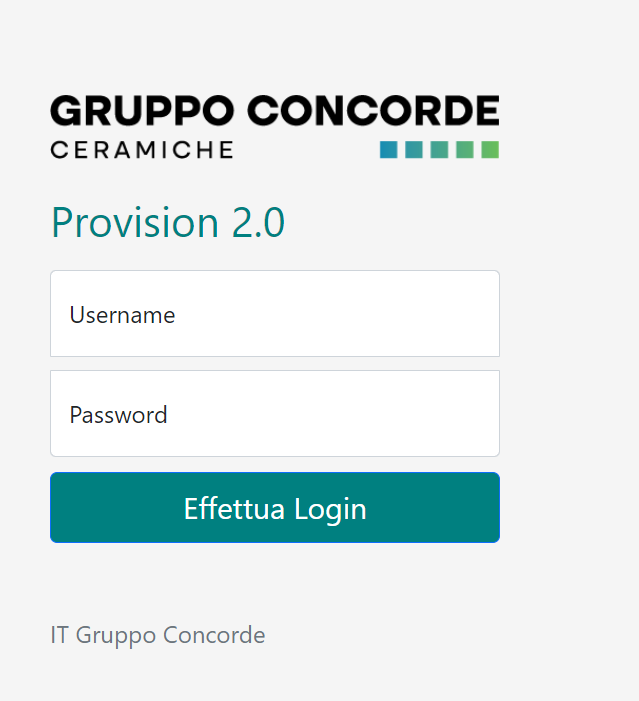 GRUPPO CONCORDE
CERAMICHE
Provision 2.0
Username
Password
Effettua Login
IT Gruppo Concorde